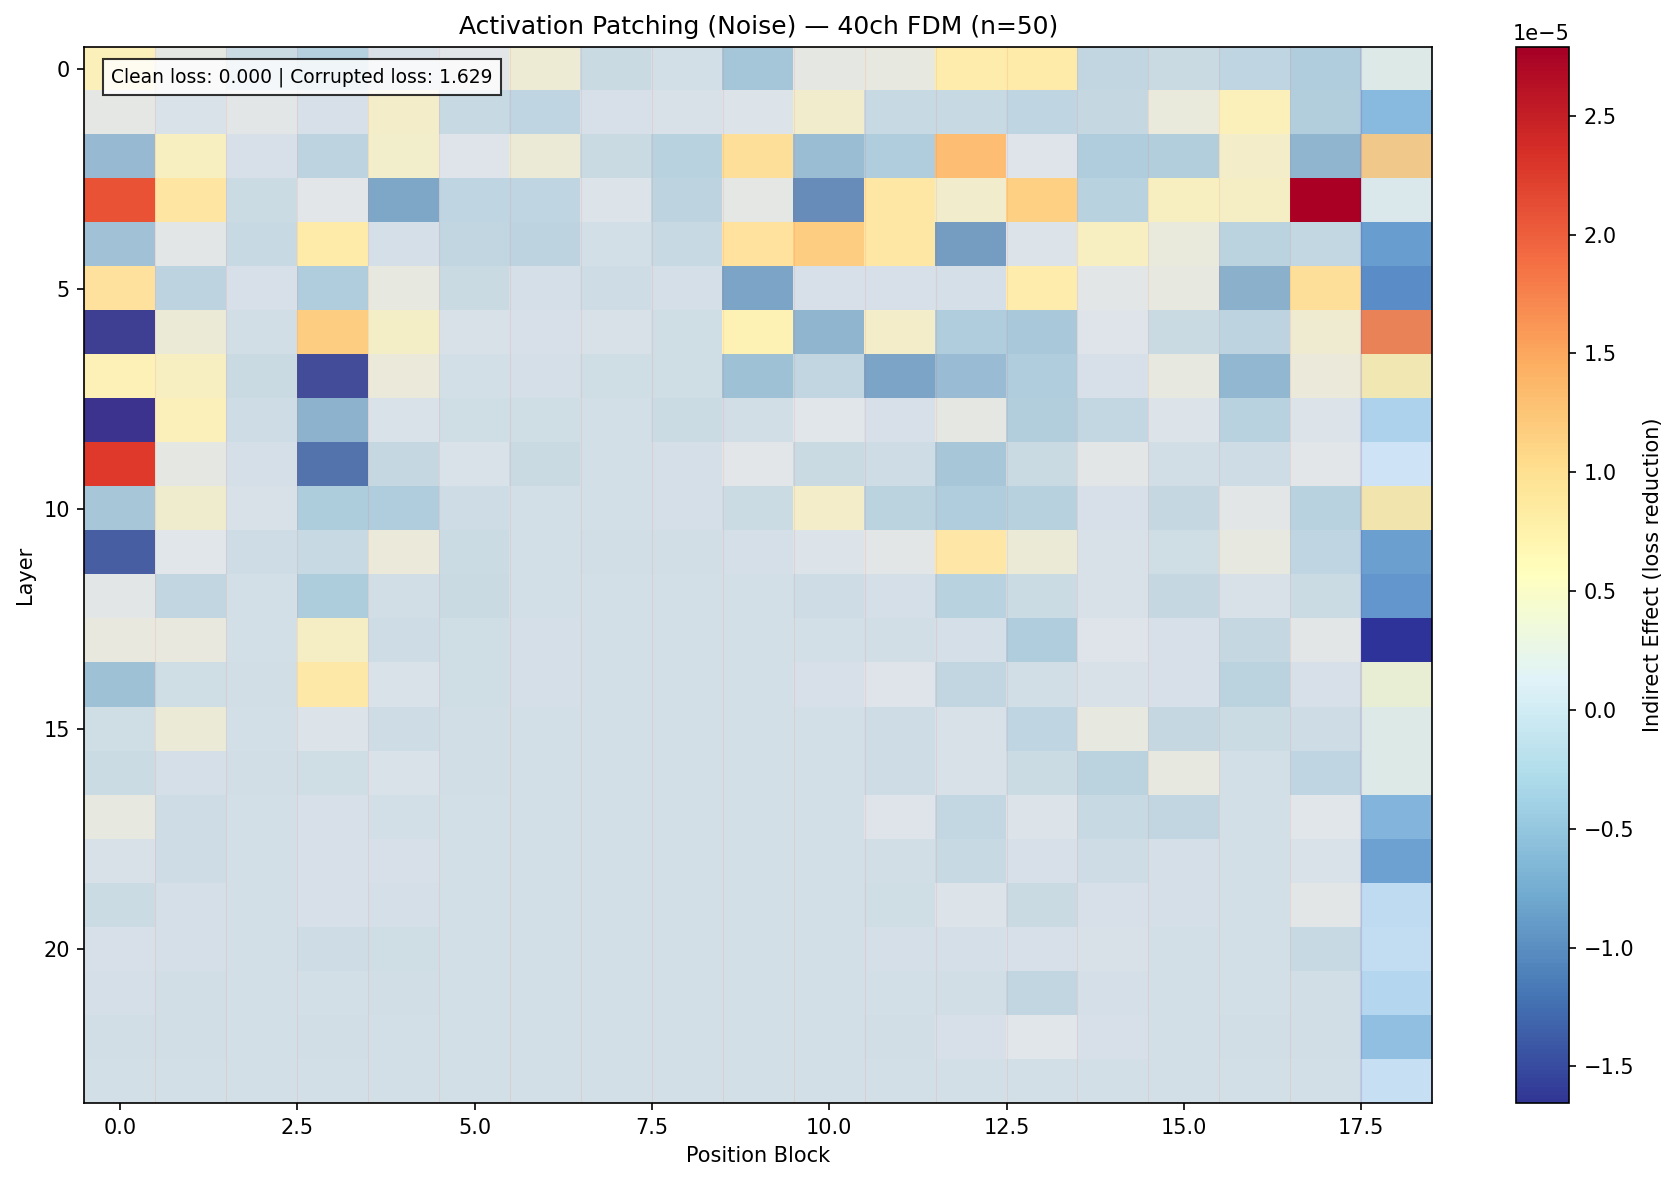 Activation Patching (Noise) — 40ch FDM (n=50)
1e−5
Clean loss: 0.000 | Corrupted loss: 1.629
0
5
10
15
20
Layer
0.0 2.5 5.0 7.5 10.0 12.5 15.0 17.5
Position Block
2.5
2.0
1.5
1.0
0.5
0.0
−0.5
−1.0
−1.5
Indirect Effect (loss reduction)